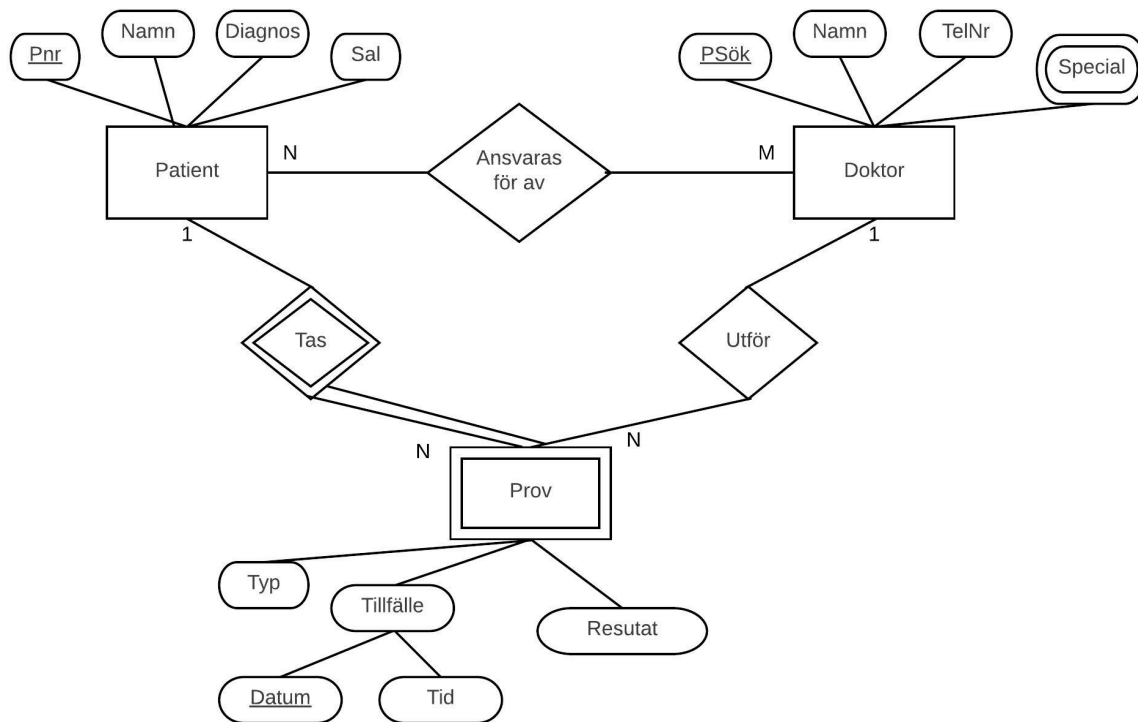 Pnr
Namn
Diagnos
Sal
PSök
Namn
TelNr
Special
Patient
N
Ansvaras
för av
M
Doktor
1
1
Tas
Utför
N
N
Prov
Typ
Tillfälle
Resutat
Datum
Tid